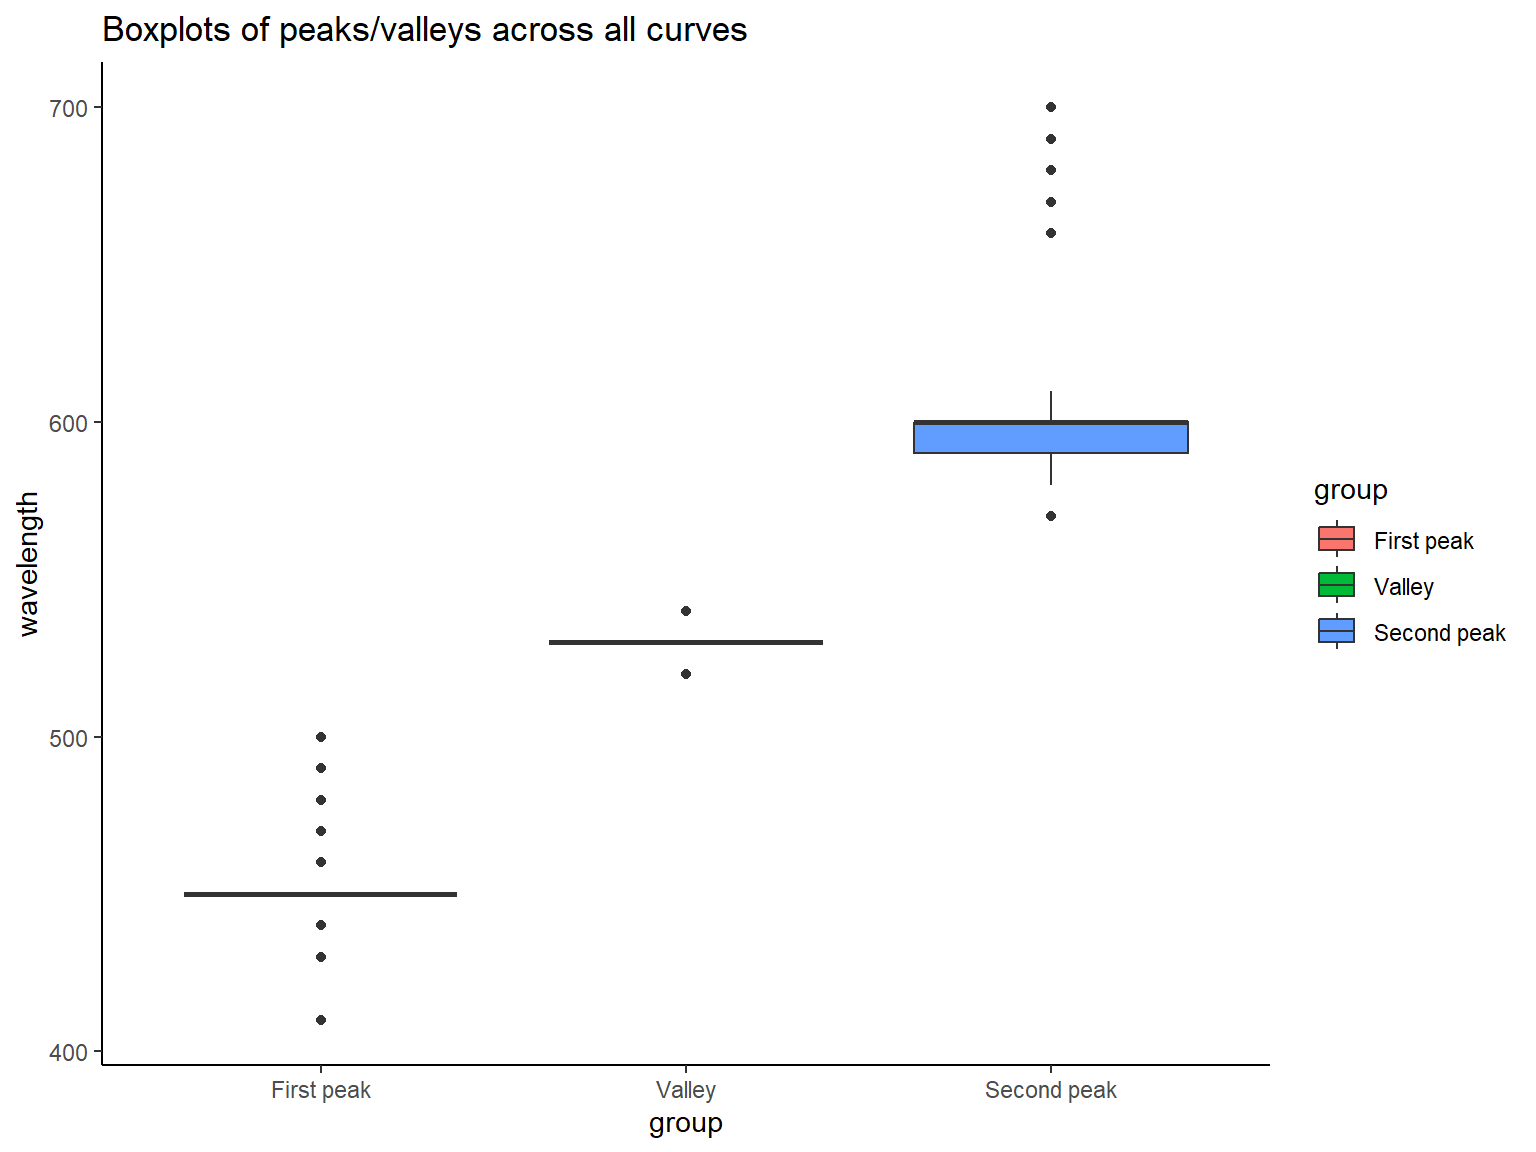 Boxplots of peaks/valleys across all curves
700
600
500
400
wavelength
First peak
Valley
Second peak
group
group
First peak
Valley
Second peak